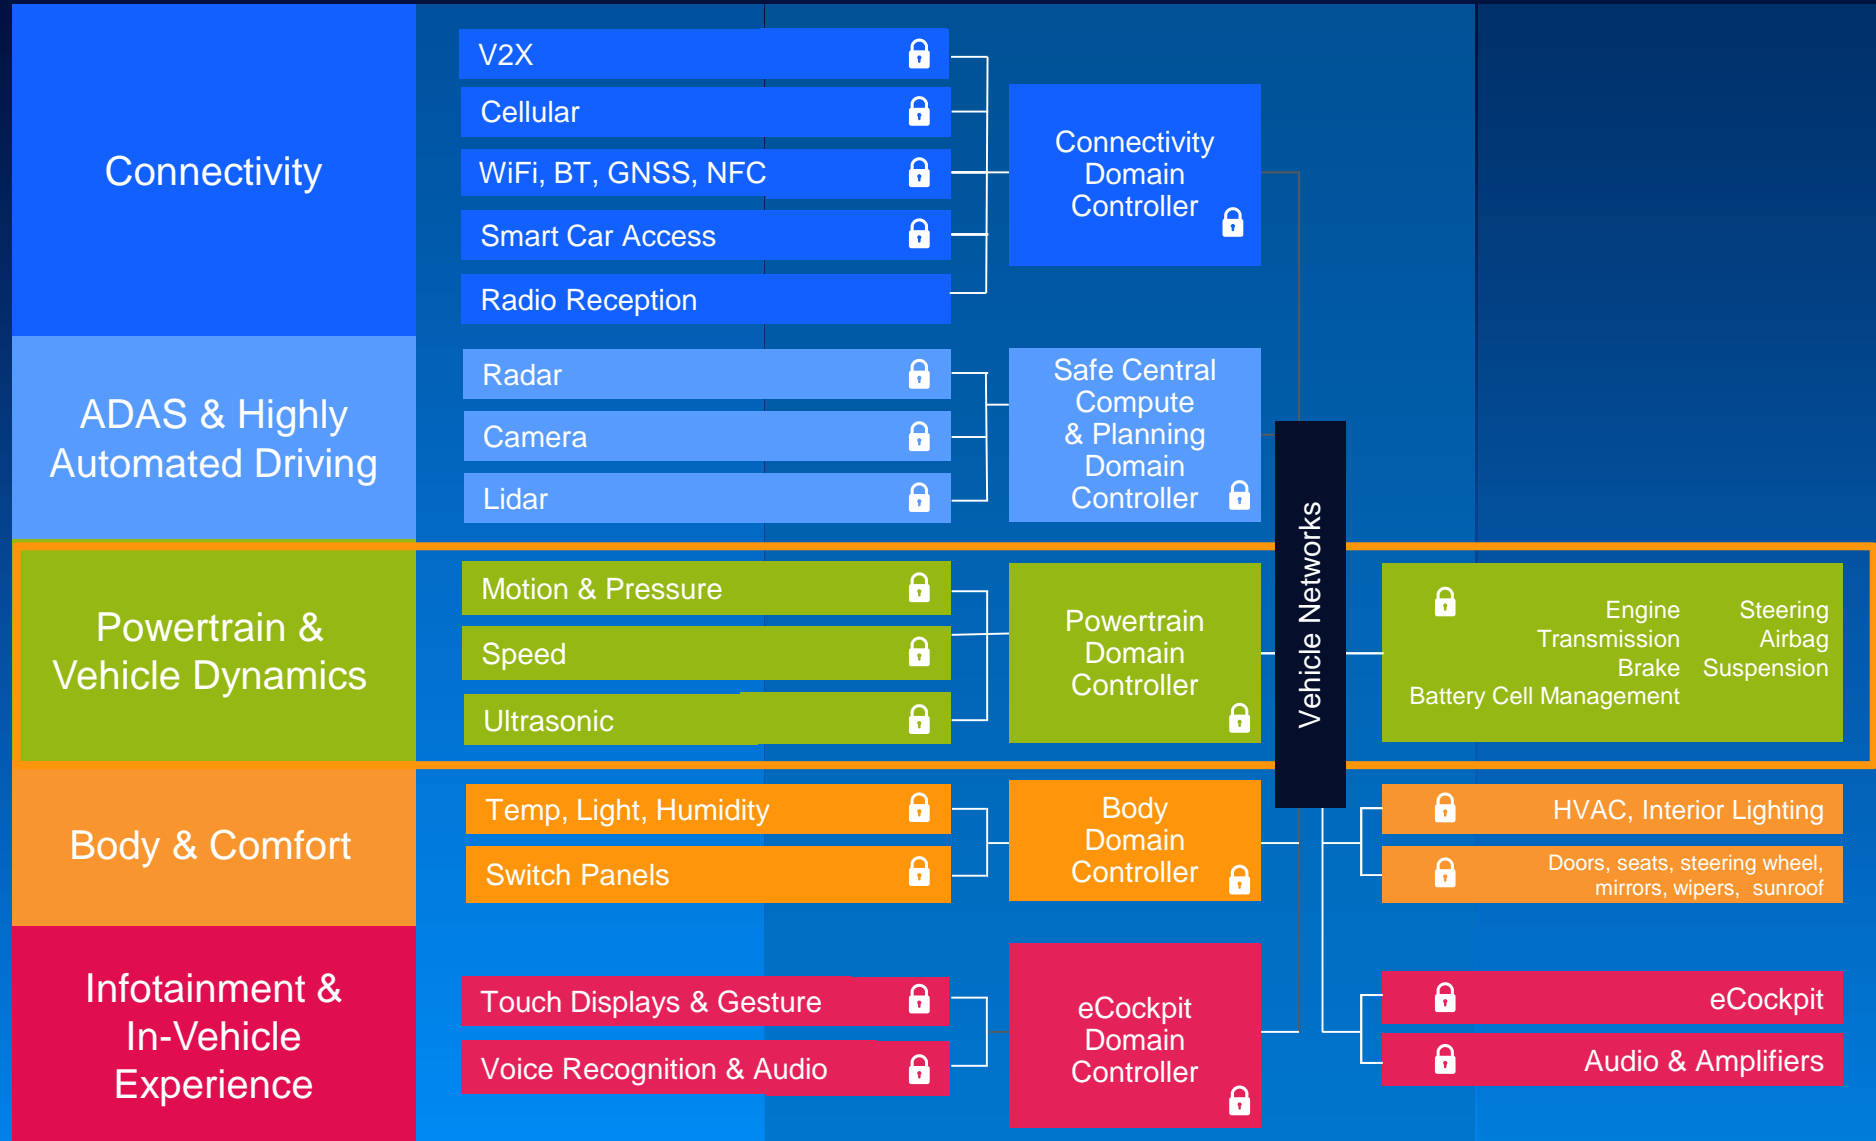 Connectivity
V2X
Cellular
WiFi, BT, GNSS, NFC
Smart Car Access
Radio Reception
Connectivity
Domain
Controller
ADAS & Highly
Automated Driving
Radar
Camera
Lidar
Safe Central
Compute
& Planning
Domain
Controller
Vehicle Networks
Powertrain &
Vehicle Dynamics
Motion & Pressure
Speed
Ultrasonic
Powertrain
Domain
Controller
Engine Steering
Transmission Airbag
Brake Suspension
Battery Cell Management
Body & Comfort
Temp, Light, Humidity
Switch Panels
Body
Domain
Controller
HVAC, Interior Lighting
Doors, seats, steering wheel,
mirrors, wipers, sunroof
Infotainment &
In-Vehicle
Experience
Touch Displays & Gesture
Voice Recognition & Audio
eCockpit
Domain
Controller
eCockpit
Audio & Amplifiers